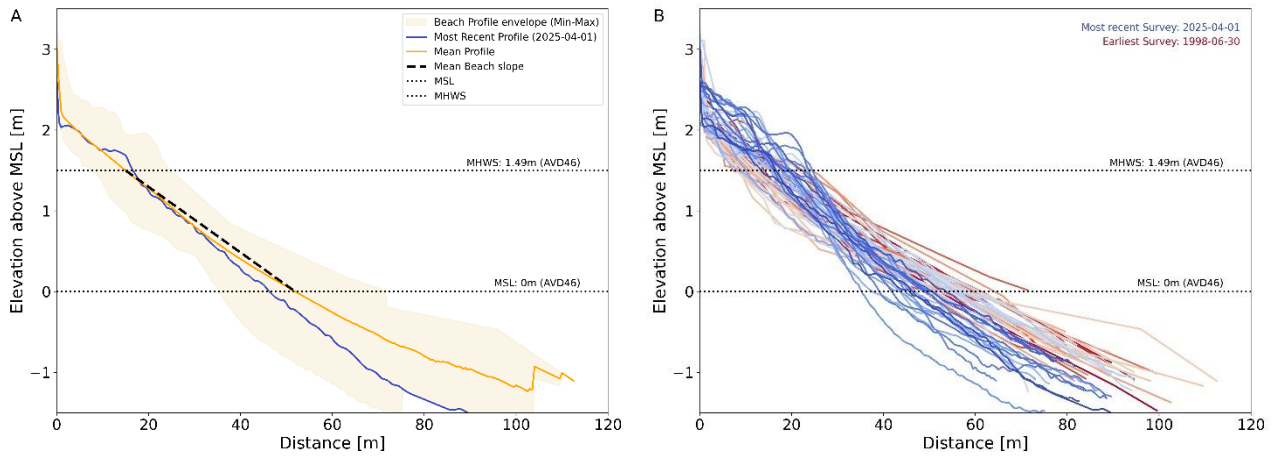 A
Elevation above MSL [m]
3
2
1
0
−1
Beach Profile envelope (Min-Max)
Most Recent Profile (2025-04-01)
Mean Profile
Mean Beach slope
MSL
MHWS
MHWS: 1.49m (AVD46)
MSL: 0m (AVD46)
0
20
40
60
80
100
120
Distance [m]
B
Elevation above MSL [m]
3
2
1
0
−1
Most recent Survey: 2025-04-01
Earliest Survey: 1998-06-30
MHWS: 1.49m (AVD46)
MSL: 0m (AVD46)
0
20
40
60
80
100
120
Distance [m]